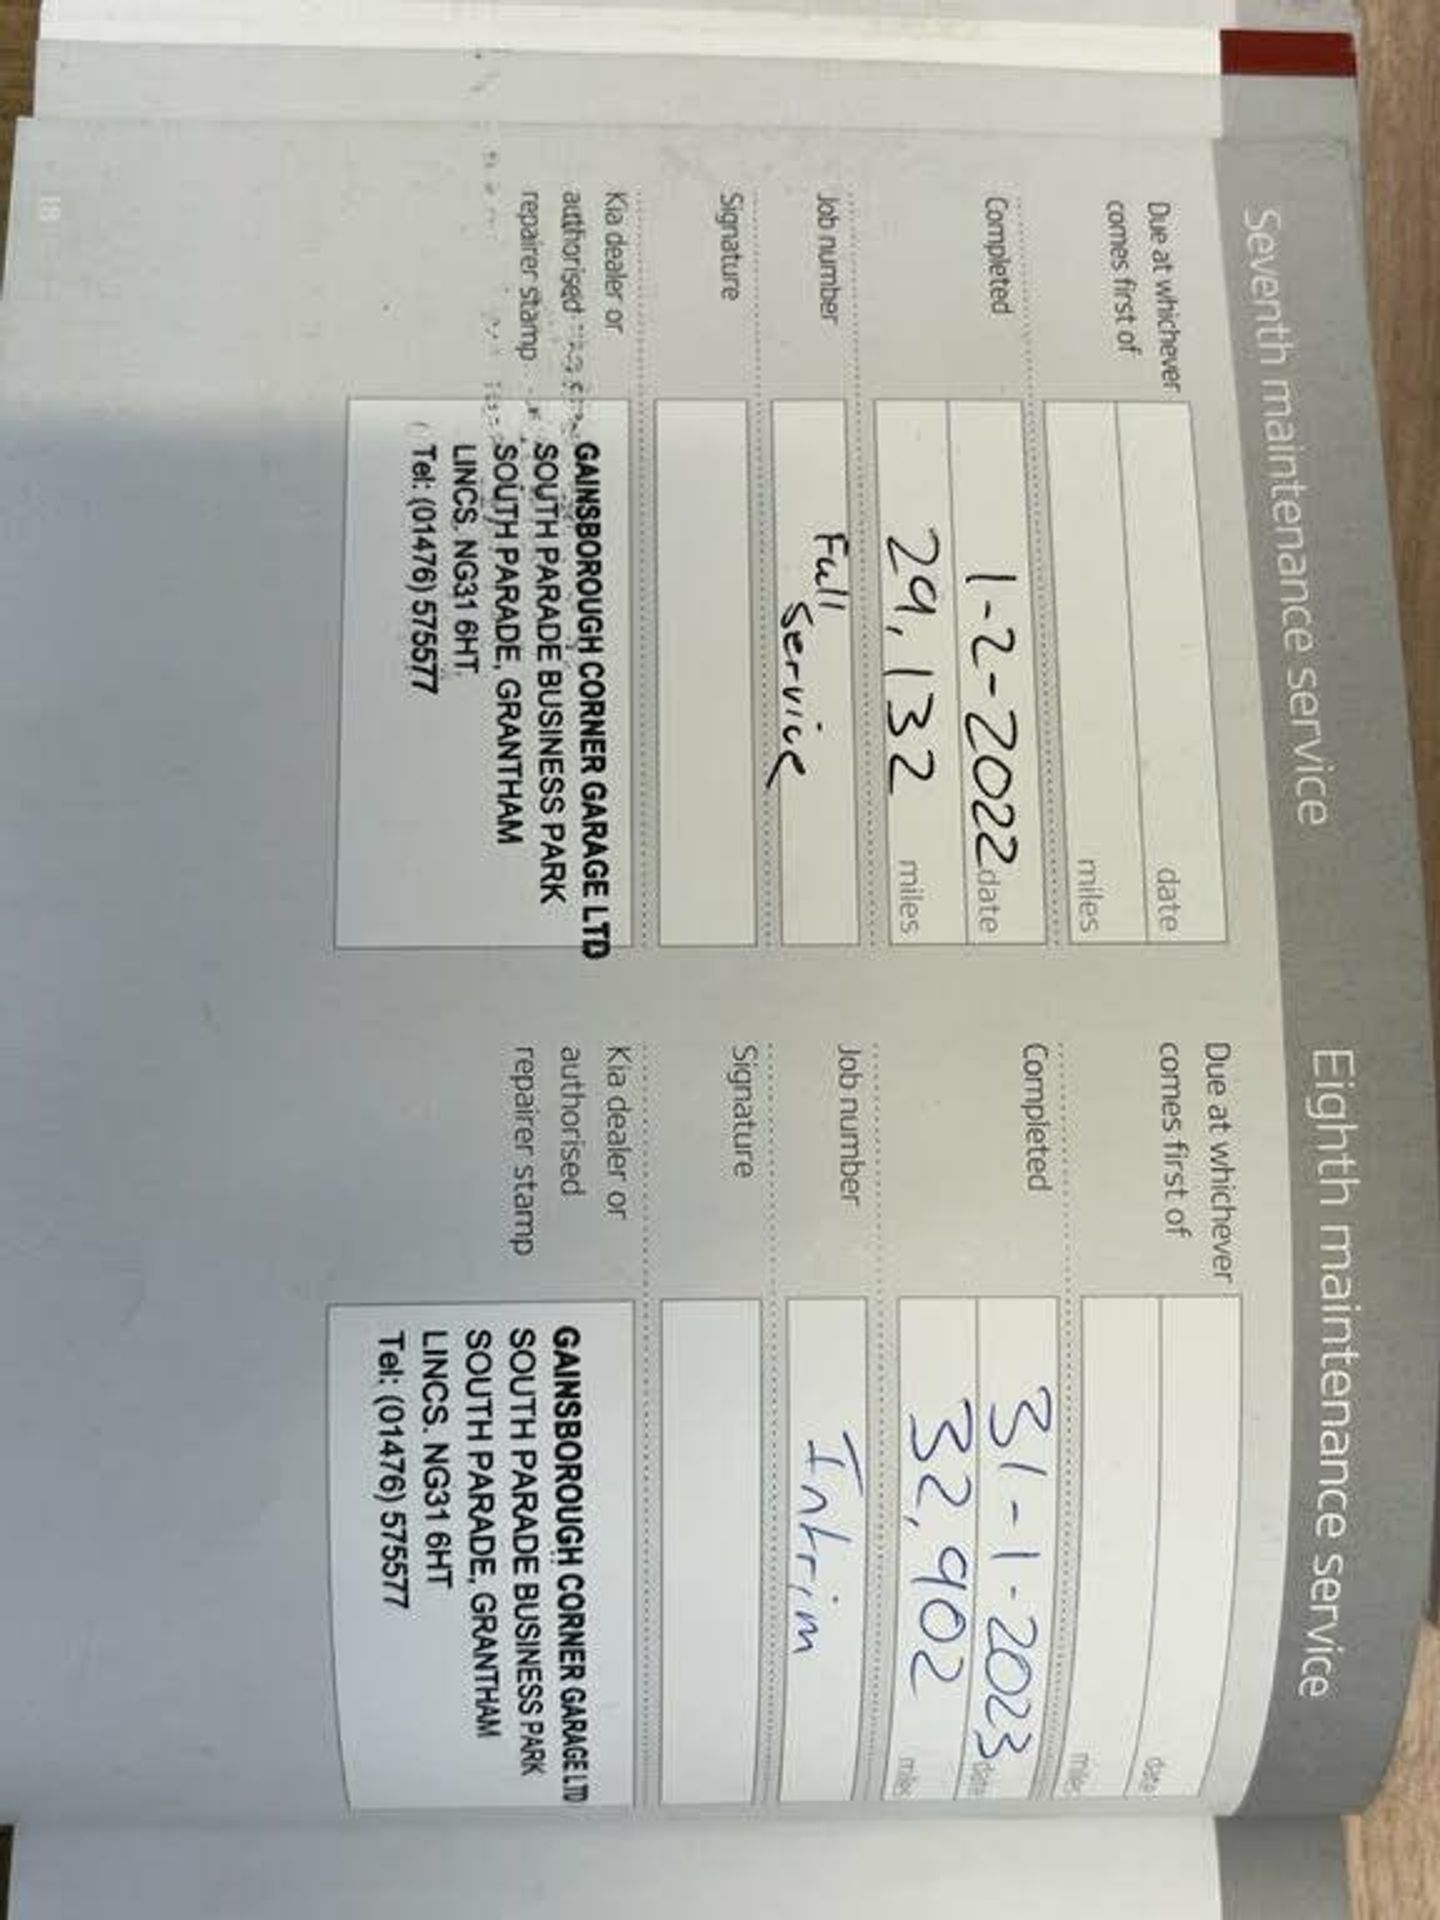 Seventh maintenance service
Due at whichever
comes first of
date
miles
Completed
1-2-2022 date
29,132 miles
Job number
Full
Service
Signature
Kia dealer or
authorised
repairer stamp
GAINSBOROUGH CORNER GARAGE LTD
SOUTH PARADE BUSINESS PARK
SOUTH PARADE, GRANTHAM
LINCS. NG31 6HT.
Tel: (01476) 575577
18
Eighth maintenance service
Due at whichever
comes first of
date
miles
Completed
31-1-2023 date
32,902 miles
Job number
Intrim
Signature
Kia dealer or
authorised
repairer stamp
GAINSBOROUGH CORNER GARAGE LTD
SOUTH PARADE BUSINESS PARK
SOUTH PARADE, GRANTHAM
LINCS. NG31 6HT
Tel: (01476) 575577